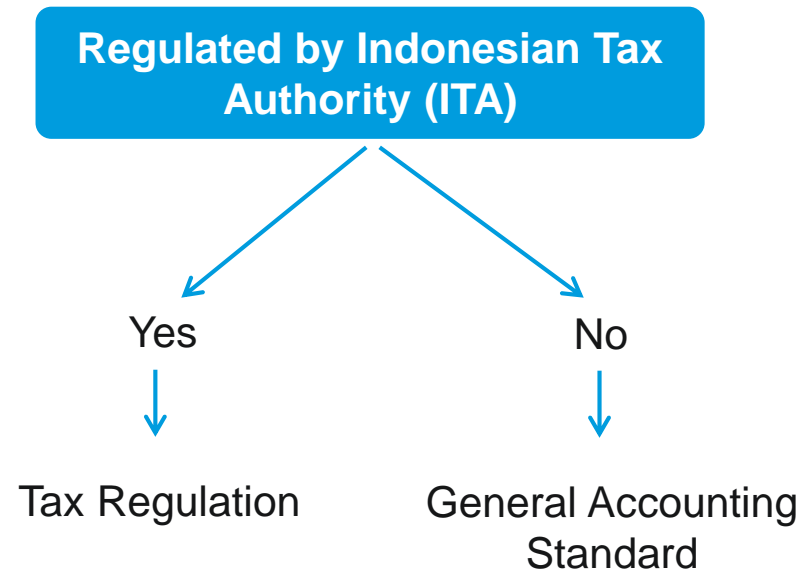 Regulated by Indonesian Tax
Authority (ITA)
Yes
No
Tax Regulation
General Accounting
Standard